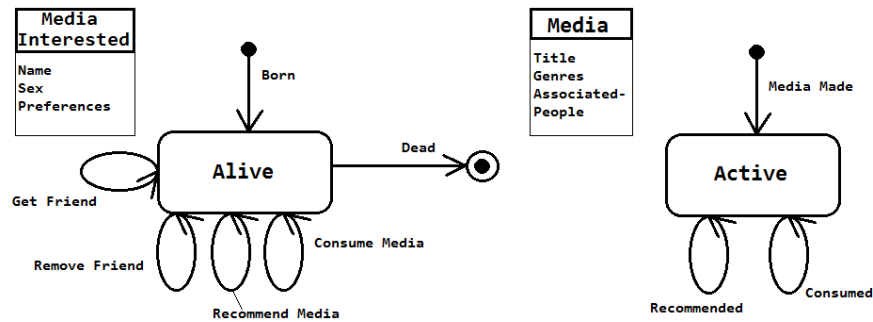 Media
Interested
Name
Sex
Preferences
Born
Alive
Dead
Get Friend
Remove Friend
Recommend Media
Consume Media
Media
Title
Genres
Associated-
People
Media Made
Active
Recommended
Consumed